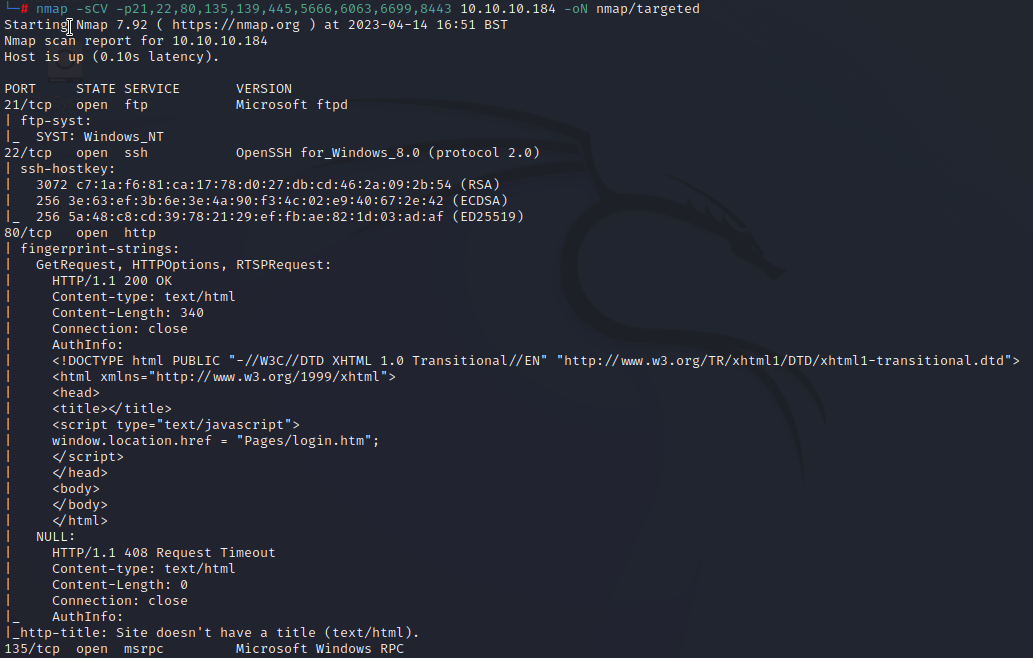 └─# nmap -sCV -p21,22,80,135,139,445,5666,6063,6699,8443 10.10.10.184 -oN nmap/targeted
Starting Nmap 7.92 ( https://nmap.org ) at 2023-04-14 16:51 BST
Nmap scan report for 10.10.10.184
Host is up (0.10s latency).

PORT     STATE SERVICE       VERSION
21/tcp   open  ftp           Microsoft ftpd
| ftp-syst:
|_  SYST: Windows_NT
22/tcp   open  ssh           OpenSSH for_Windows_8.0 (protocol 2.0)
| ssh-hostkey:
|   3072 c7:1a:f6:81:ca:17:78:d0:27:db:cd:46:2a:09:2b:54 (RSA)
|   256 3e:63:ef:3b:6e:3e:4a:90:f3:4c:02:e9:40:67:2e:42 (ECDSA)
|_  256 5a:48:c8:cd:39:78:21:29:ef:fb:ae:82:1d:03:ad:af (ED25519)
80/tcp   open  http
| fingerprint-strings:
|   GetRequest, HTTPOptions, RTSPRequest:
|     HTTP/1.1 200 OK
|     Content-type: text/html
|     Content-Length: 340
|     Connection: close
|     AuthInfo:
|     <!DOCTYPE html PUBLIC "-//W3C//DTD XHTML 1.0 Transitional//EN" "http://www.w3.org/TR/xhtml1/DTD/xhtml1-transitional.dtd">
|     <html xmlns="http://www.w3.org/1999/xhtml">
|     <head>
|     <title></title>
|     <script type="text/javascript">
|     window.location.href = "Pages/login.htm";
|     </script>
|     </head>
|     <body>
|     </body>
|     </html>
|   NULL:
|     HTTP/1.1 408 Request Timeout
|     Content-type: text/html
|     Content-Length: 0
|     Connection: close
|_    AuthInfo:
|_http-title: Site doesn't have a title (text/html).
135/tcp  open  msrpc         Microsoft Windows RPC